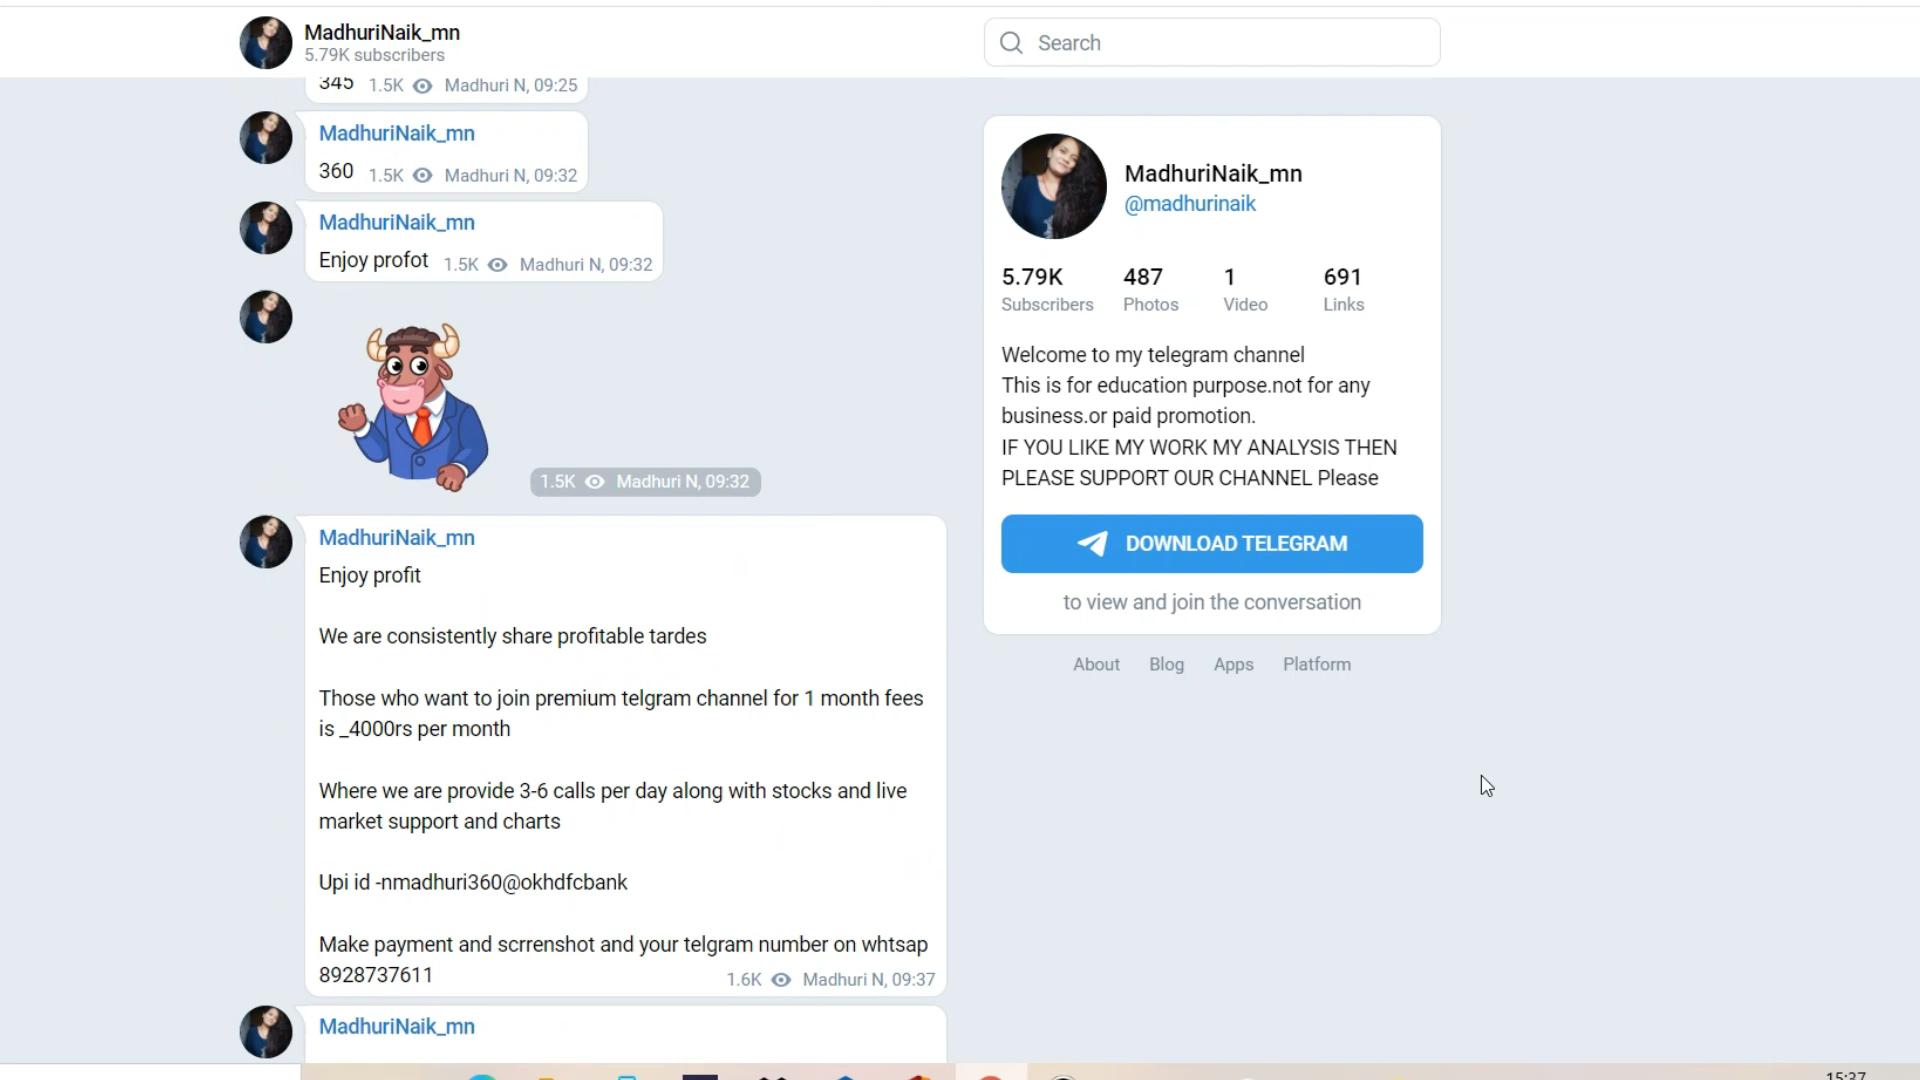 MadhuriNaik_mn
5.79K subscribers
Search
345 1.5K Madhuri N, 09:25
MadhuriNaik_mn
360 1.5K Madhuri N, 09:32
MadhuriNaik_mn
Enjoy profot 1.5K Madhuri N, 09:32
1.5K Madhuri N, 09:32
MadhuriNaik_mn
Enjoy profit
We are consistently share profitable tardes
Those who want to join premium telgram channel for 1 month fees
is _4000rs per month
Where we are provide 3-6 calls per day along with stocks and live
market support and charts
Upi id -nmadhuri360@okhdfcbank
Make payment and scrrenshot and your telgram number on whtsap
8928737611 1.6K Madhuri N, 09:37
MadhuriNaik_mn
MadhuriNaik_mn
@madhurinaik
5.79K 487 1 691
Subscribers Photos Video Links
Welcome to my telegram channel
This is for education purpose.not for any
business.or paid promotion.
IF YOU LIKE MY WORK MY ANALYSIS THEN
PLEASE SUPPORT OUR CHANNEL Please
DOWNLOAD TELEGRAM
to view and join the conversation
About Blog Apps Platform
15:37